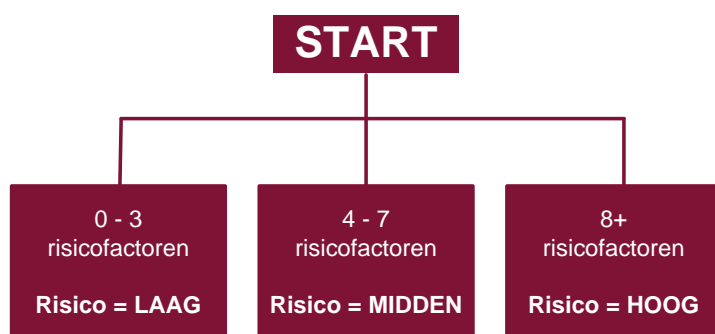 START
0 - 3
risicofactoren
Risico = LAAG
4 - 7
risicofactoren
Risico = MIDDEN
8+
risicofactoren
Risico = HOOG